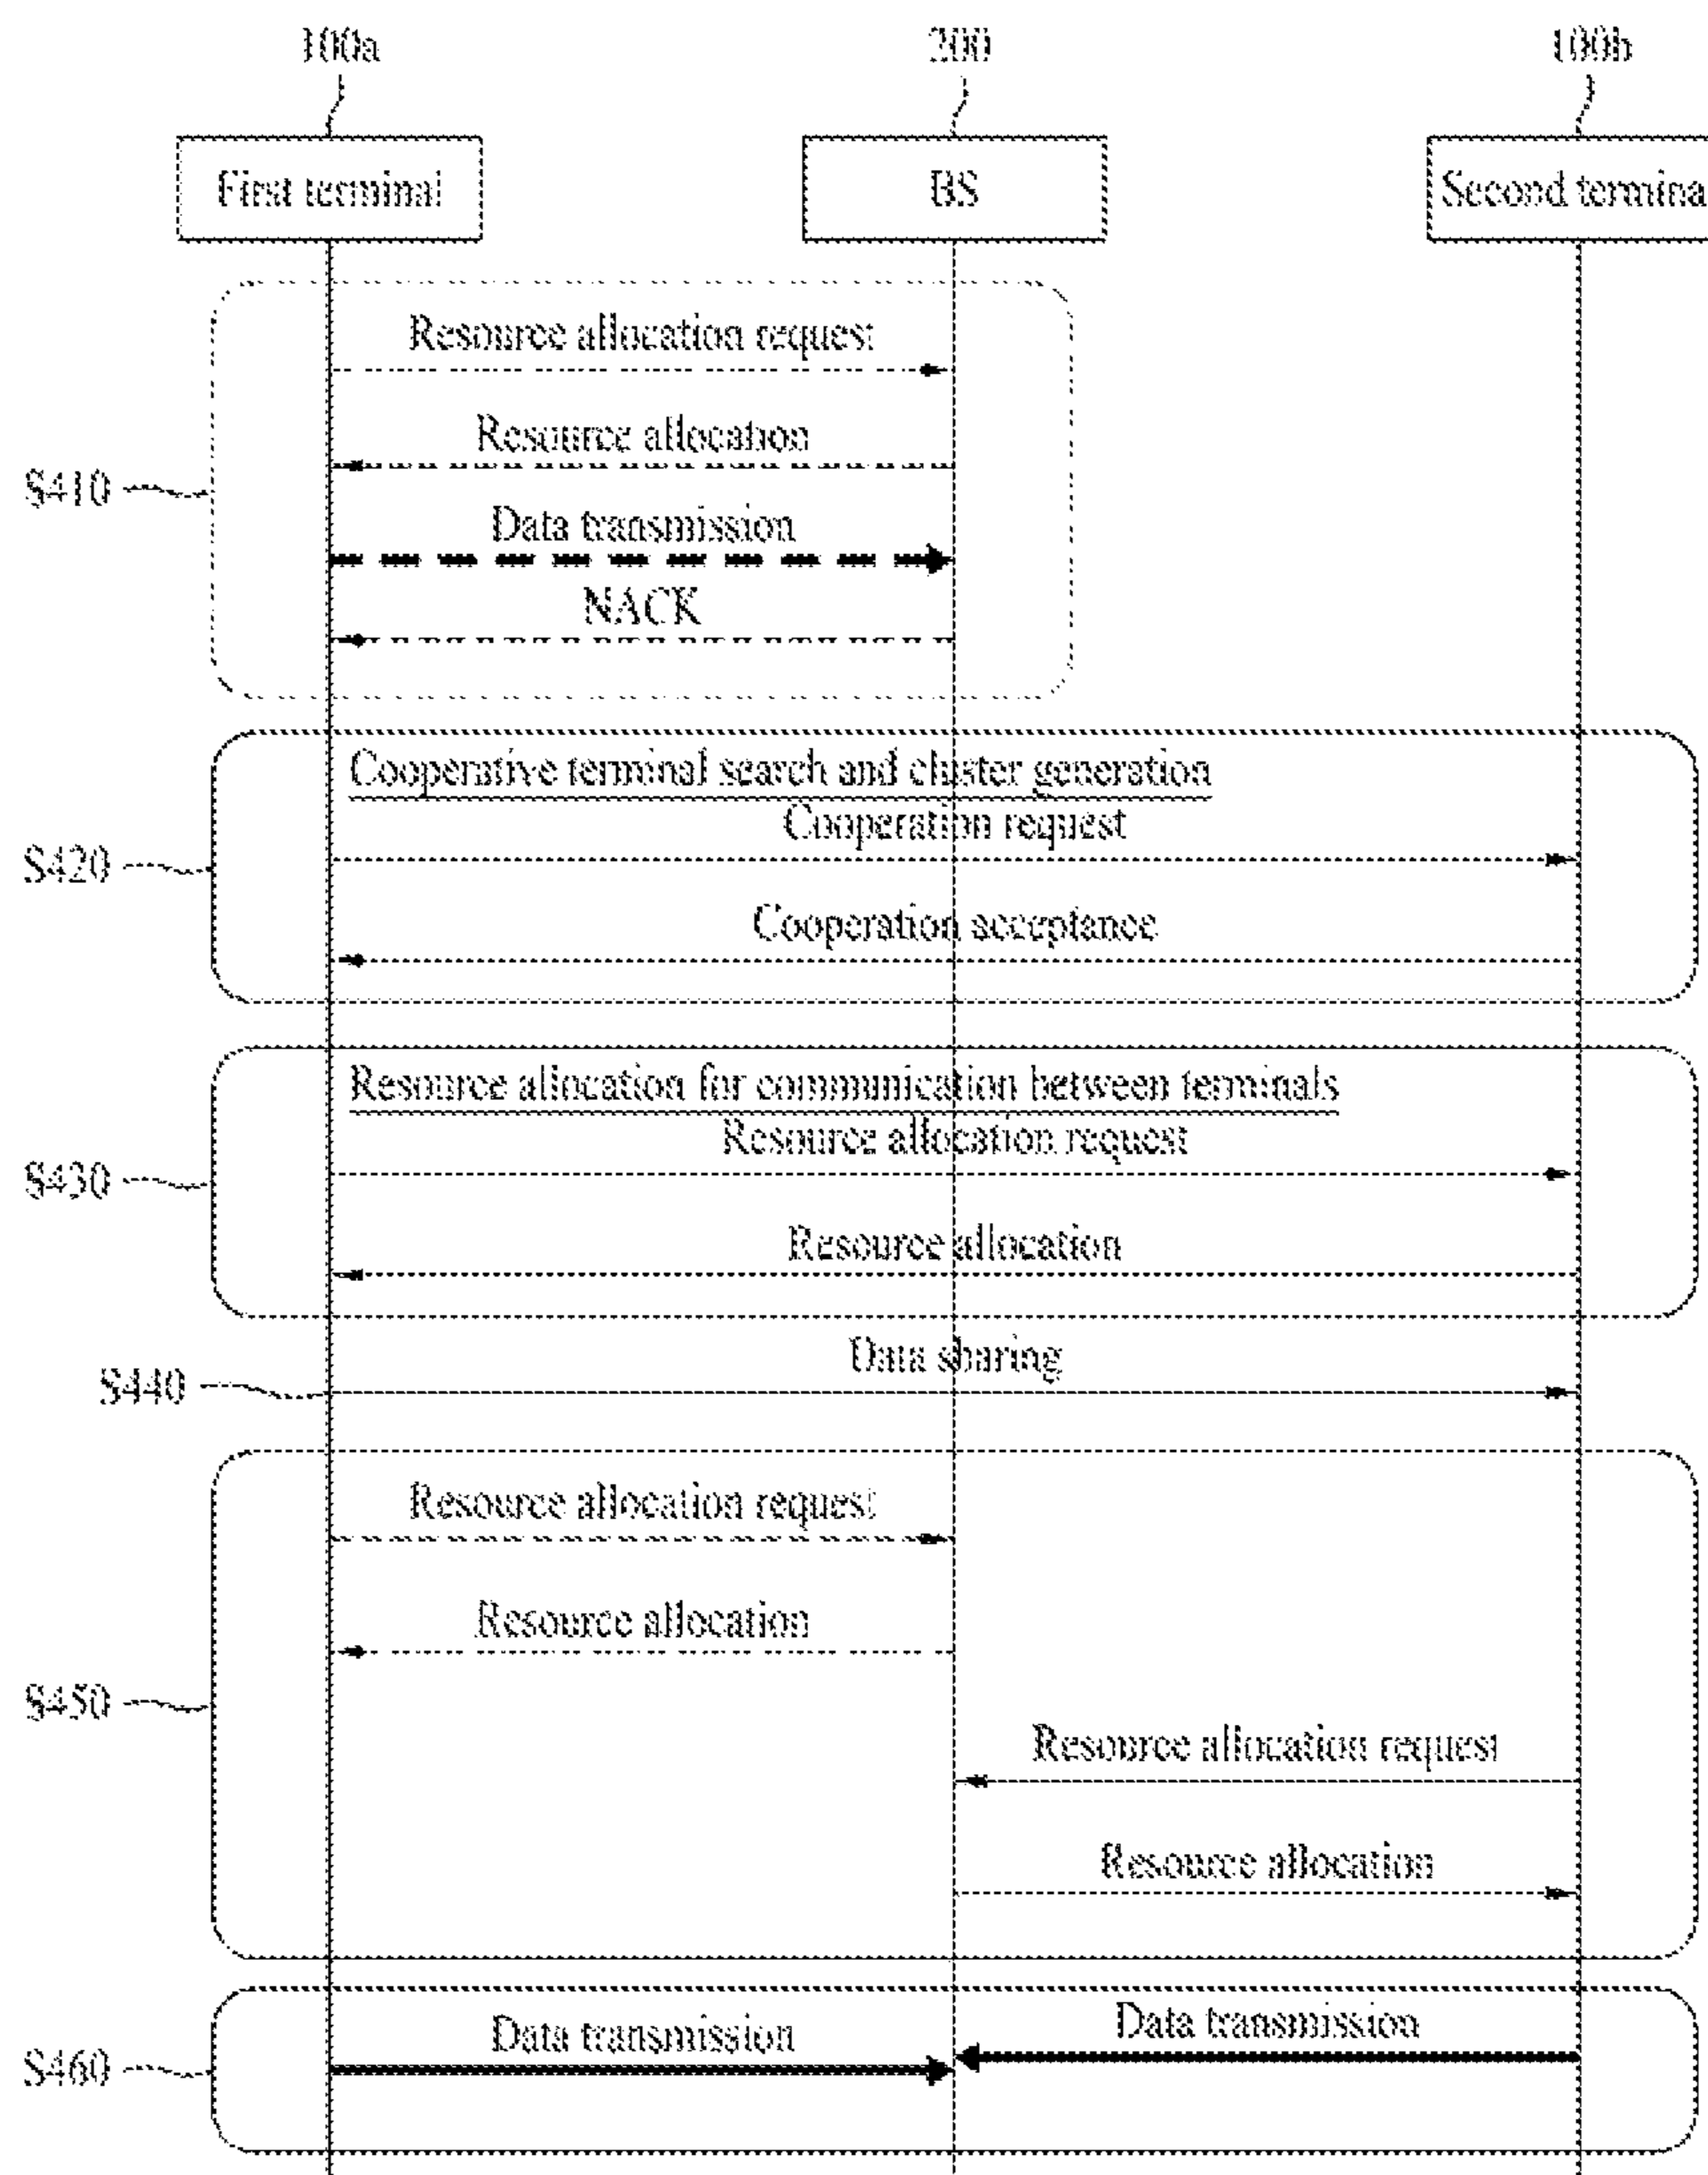 100a
200
100b
First terminal
BS
Second termina
Resource allocation request
Resource allocation
S410
Data transmission
NACK
Cooperative terminal search and cluster generation
Cooperation request
S420
Cooperation acceptance
Resource allocation for communication between terminals
Resource allocation request
S430
Resource allocation
Data sharing
S440
Resource allocation request
Resource allocation
S450
Resource allocation request
Resource allocation
Data transmission
Data transmission
S460